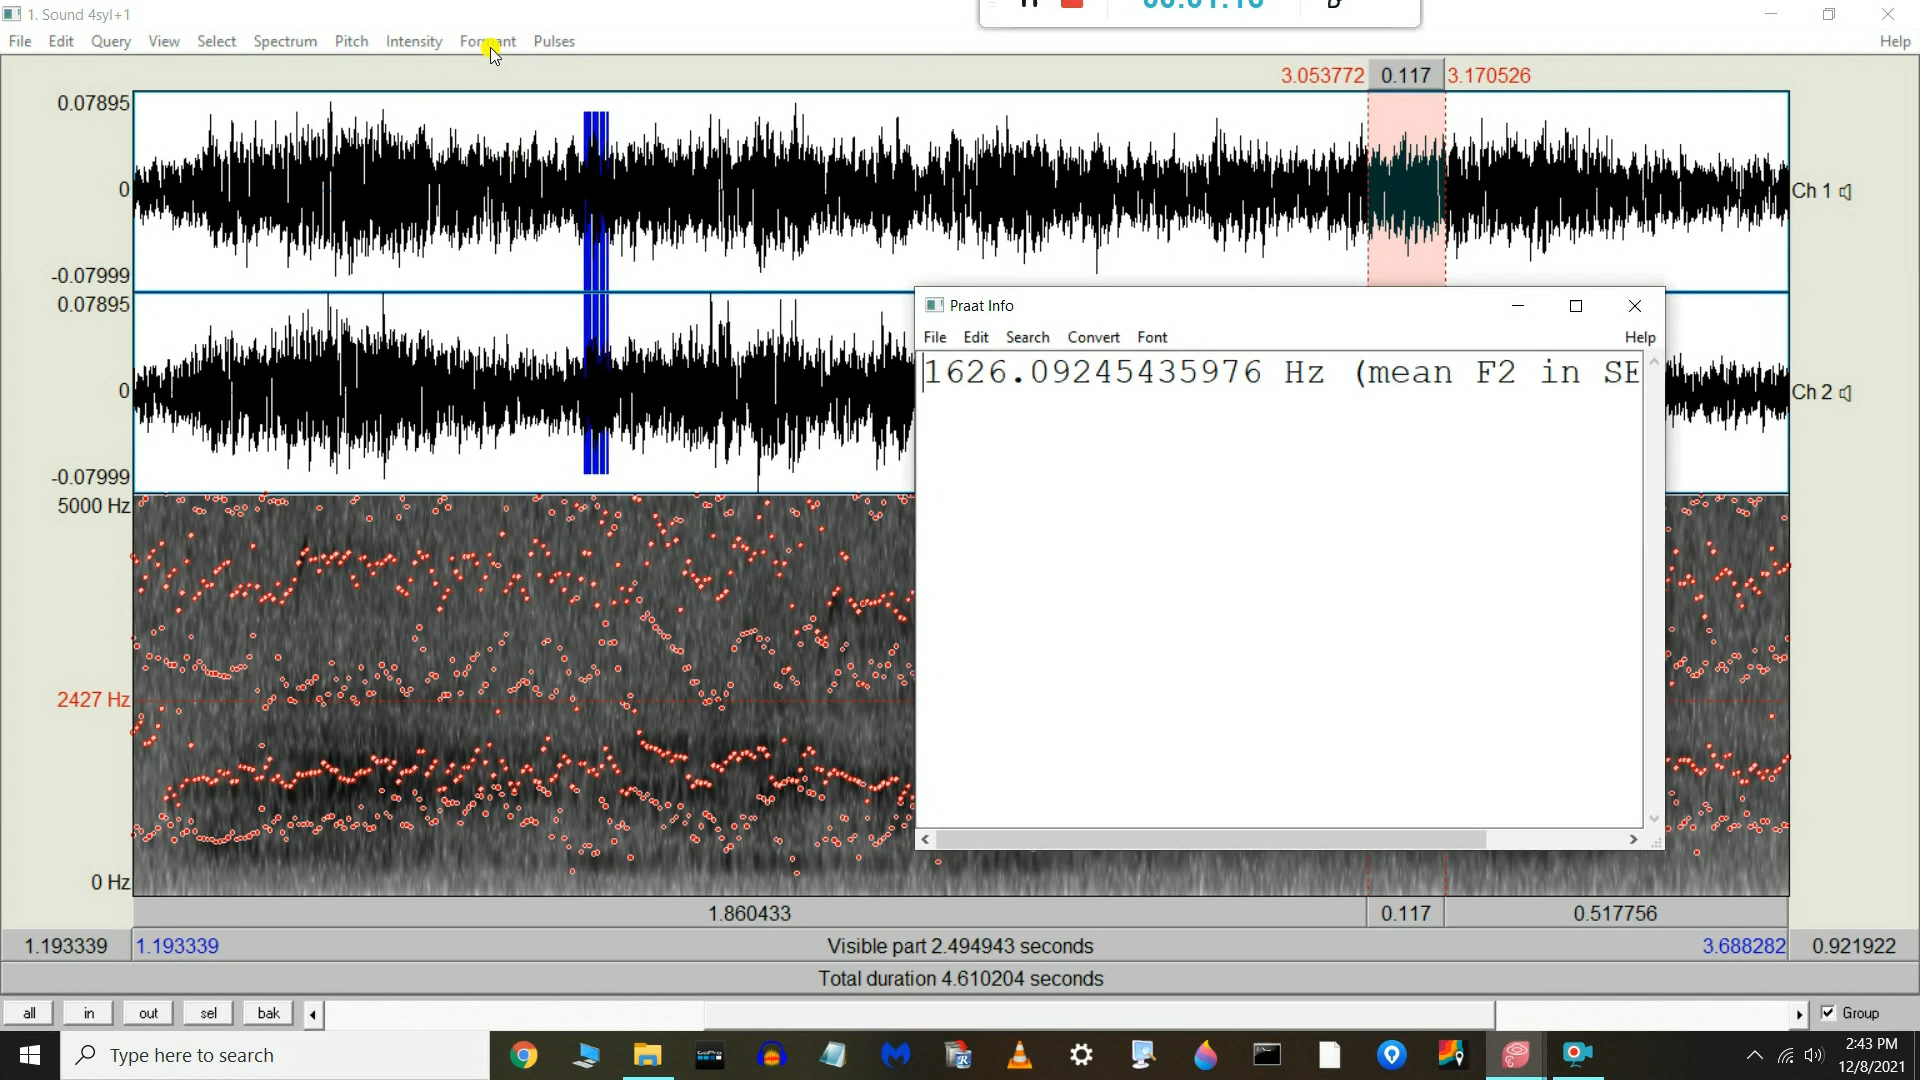 1. Sound 4syl+1
File Edit Query View Select Spectrum Pitch Intensity Formant Pulses Help
3.053772 0.117 3.170526
0.07895
0
-0.07999
Ch 1
0.07895
0
-0.07999
Ch 2
Praat Info
File Edit Search Convert Font Help
1626.09245435976 Hz (mean F2 in SE
5000 Hz
2427 Hz
0 Hz
1.860433 0.117 0.517756
1.193339 1.193339 Visible part 2.494943 seconds 3.688282 0.921922
Total duration 4.610204 seconds
all in out sel bak Group
Type here to search
2:43 PM
12/8/2021